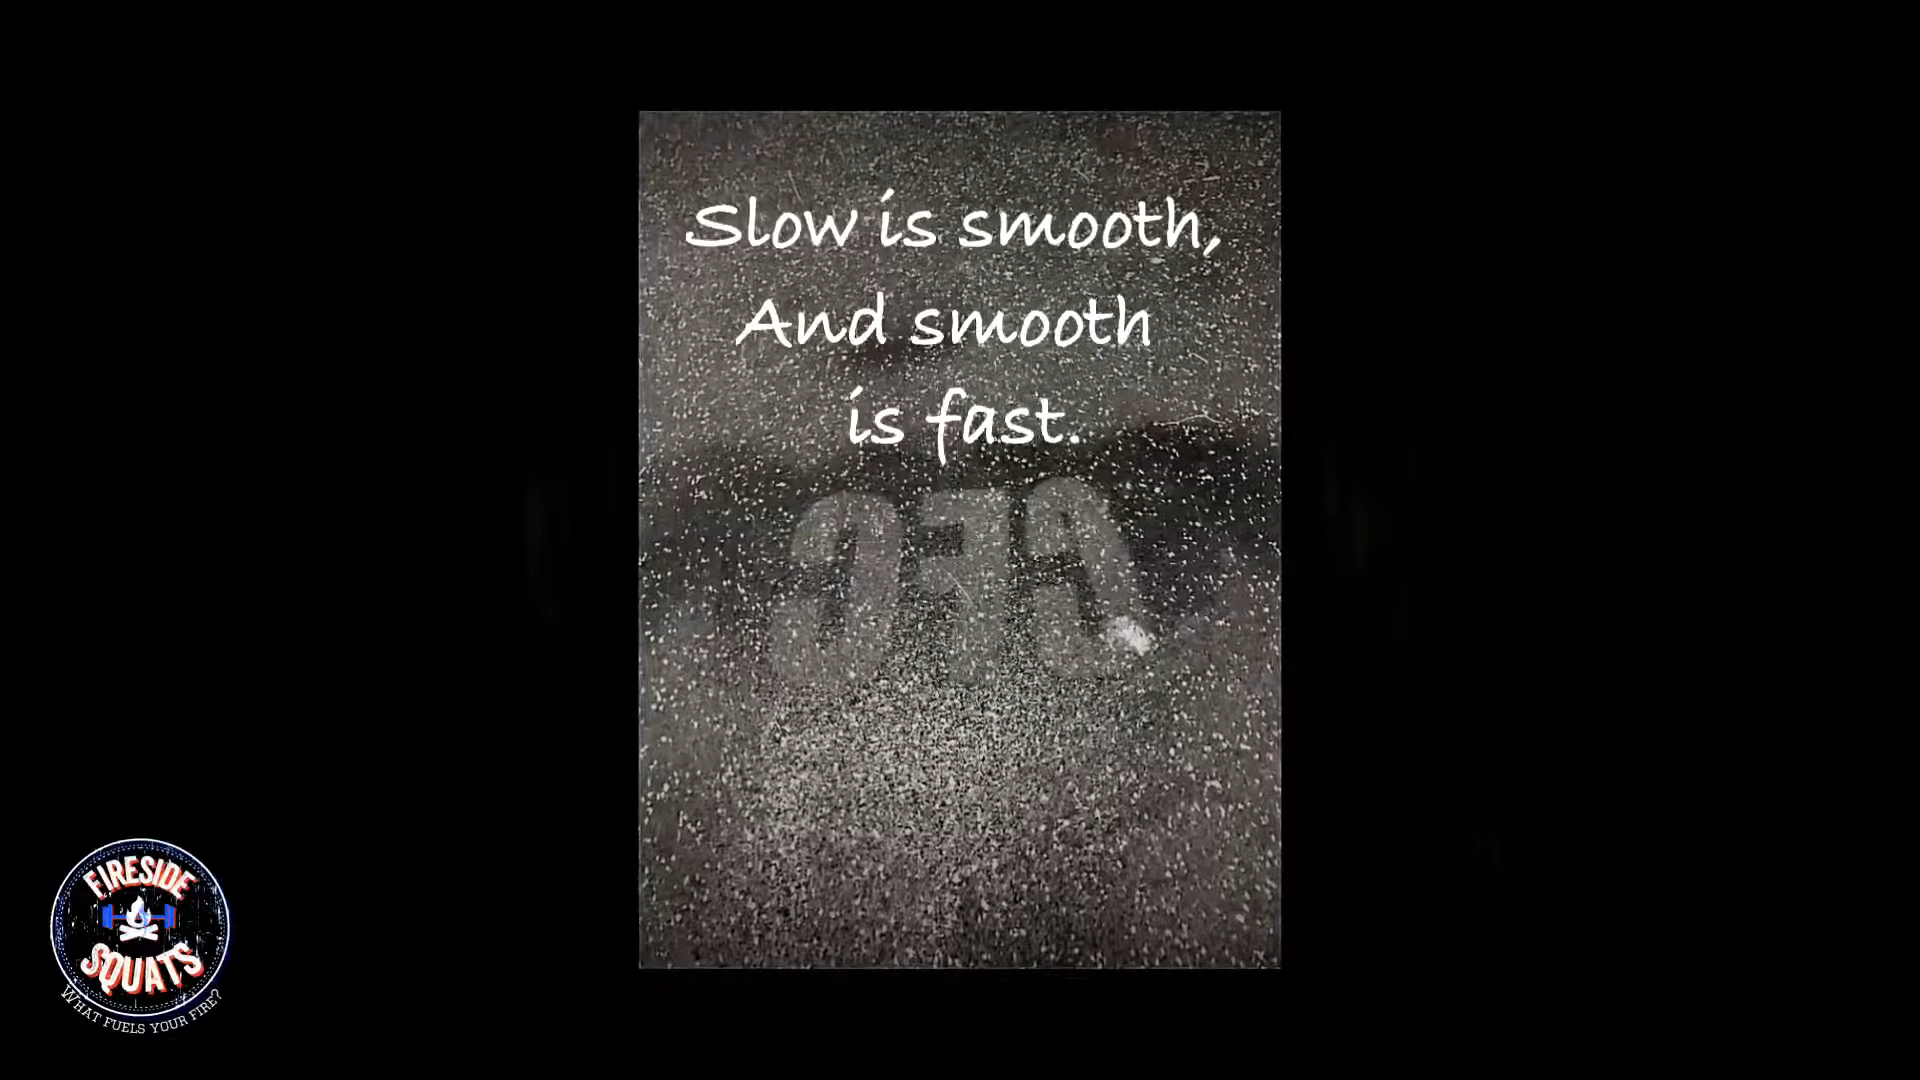 Slow is smooth,
And smooth
is fast.
FIRESIDE
SQUATS
WHAT FUELS YOUR FIRE?